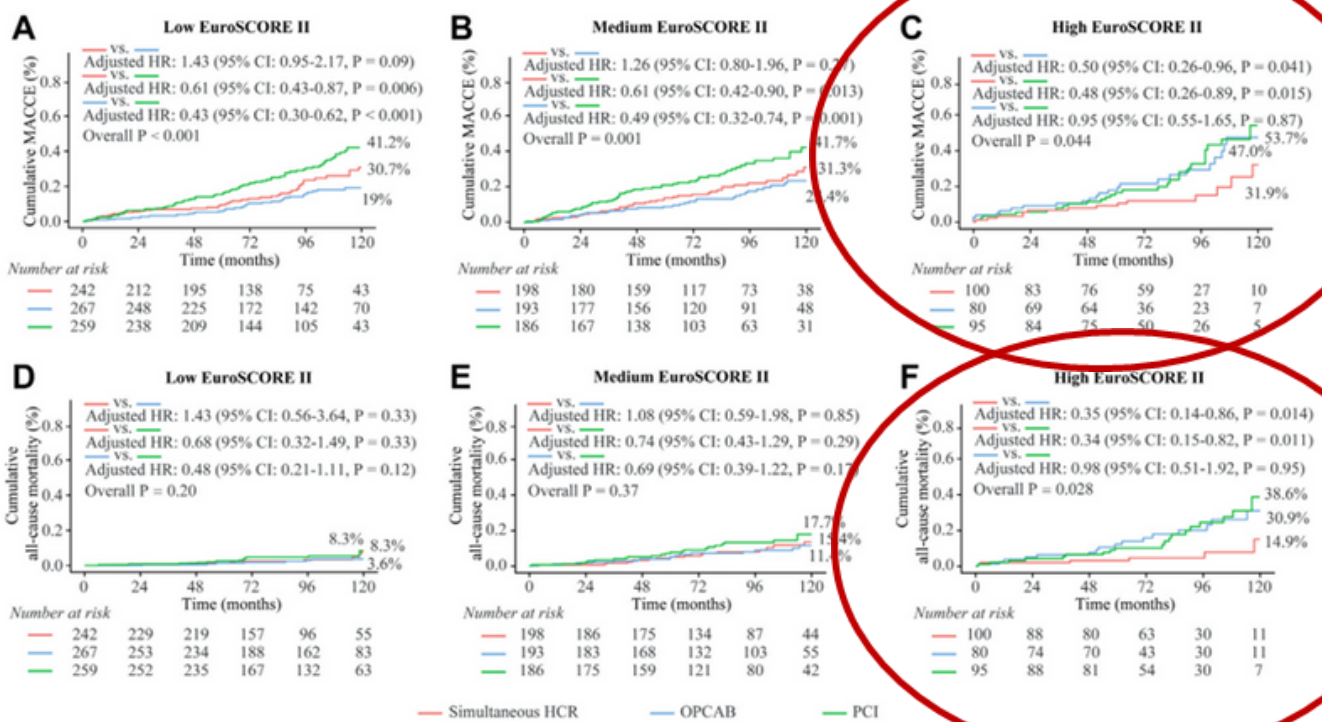 A
Low EuroSCORE II
vs.
Adjusted HR: 1.43 (95% CI: 0.95-2.17, P = 0.09)
vs.
Adjusted HR: 0.61 (95% CI: 0.43-0.87, P = 0.006)
vs.
Adjusted HR: 0.43 (95% CI: 0.30-0.62, P < 0.001)
Overall P < 0.001
41.2%
30.7%
19%
Cumulative MACCE (%)
0.8
0.6
0.4
0.2
0.0
0 24 48 72 96 120
Time (months)
Number at risk
242 212 195 138 75 43
267 248 225 172 142 70
259 238 209 144 105 43
B
Medium EuroSCORE II
vs.
Adjusted HR: 1.26 (95% CI: 0.80-1.96, P =
vs.
Adjusted HR: 0.61 (95% CI: 0.42-0.90, P = 0.013)
vs.
Adjusted HR: 0.49 (95% CI: 0.32-0.74, P = 0.001)
Overall P = 0.001
41.7%
31.3%
Cumulative MACCE (%)
0.8
0.6
0.4
0.2
0.0
0 24 48 72 96 120
Time (months)
Number at risk
198 180 159 117 73 38
193 177 156 120 91 48
186 167 138 103 63 31
C
High EuroSCORE II
vs.
Adjusted HR: 0.50 (95% CI: 0.26-0.96, P = 0.041)
vs.
Adjusted HR: 0.48 (95% CI: 0.26-0.89, P = 0.015)
vs.
Adjusted HR: 0.95 (95% CI: 0.55-1.65, P = 0.87)
Overall P = 0.044
53.7%
47.0%
31.9%
Cumulative MACCE (%)
0.8
0.6
0.4
0.2
0.0
0 24 48 72 96 120
Time (months)
Number at risk
100 83 76 59 27 10
80 69 64 36 23 7
95 84 75 50 26 5
D
Low EuroSCORE II
vs.
Adjusted HR: 1.43 (95% CI: 0.56-3.64, P = 0.33)
vs.
Adjusted HR: 0.68 (95% CI: 0.32-1.49, P = 0.33)
vs.
Adjusted HR: 0.48 (95% CI: 0.21-1.11, P = 0.12)
Overall P = 0.20
8.3%
8.3%
3.6%
Cumulative
all-cause mortality (%)
0.8
0.6
0.4
0.2
0.0
0 24 48 72 96 120
Time (months)
Number at risk
242 229 219 157 96 55
267 253 234 188 162 83
259 252 235 167 132 63
E
Medium EuroSCORE II
vs.
Adjusted HR: 1.08 (95% CI: 0.59-1.98, P = 0.85)
vs.
Adjusted HR: 0.74 (95% CI: 0.43-1.29, P = 0.29)
vs.
Adjusted HR: 0.69 (95% CI: 0.39-1.22, P = 0.17)
Overall P = 0.37
17.7%
Cumulative
all-cause mortality (%)
0.8
0.6
0.4
0.2
0.0
0 24 48 72 96 120
Time (months)
Number at risk
198 186 175 134 87 44
193 183 168 132 103 55
186 175 159 121 80 42
F
High EuroSCORE II
vs.
Adjusted HR: 0.35 (95% CI: 0.14-0.86, P = 0.014)
vs.
Adjusted HR: 0.34 (95% CI: 0.15-0.82, P = 0.011)
vs.
Adjusted HR: 0.98 (95% CI: 0.51-1.92, P = 0.95)
Overall P = 0.028
38.6%
30.9%
14.9%
Cumulative
all-cause mortality (%)
0.8
0.6
0.4
0.2
0.0
0 24 48 72 96 120
Time (months)
Number at risk
100 88 80 63 30 11
80 74 70 43 30 11
95 88 81 54 30 7
Simultaneous HCR OPCAB PCI